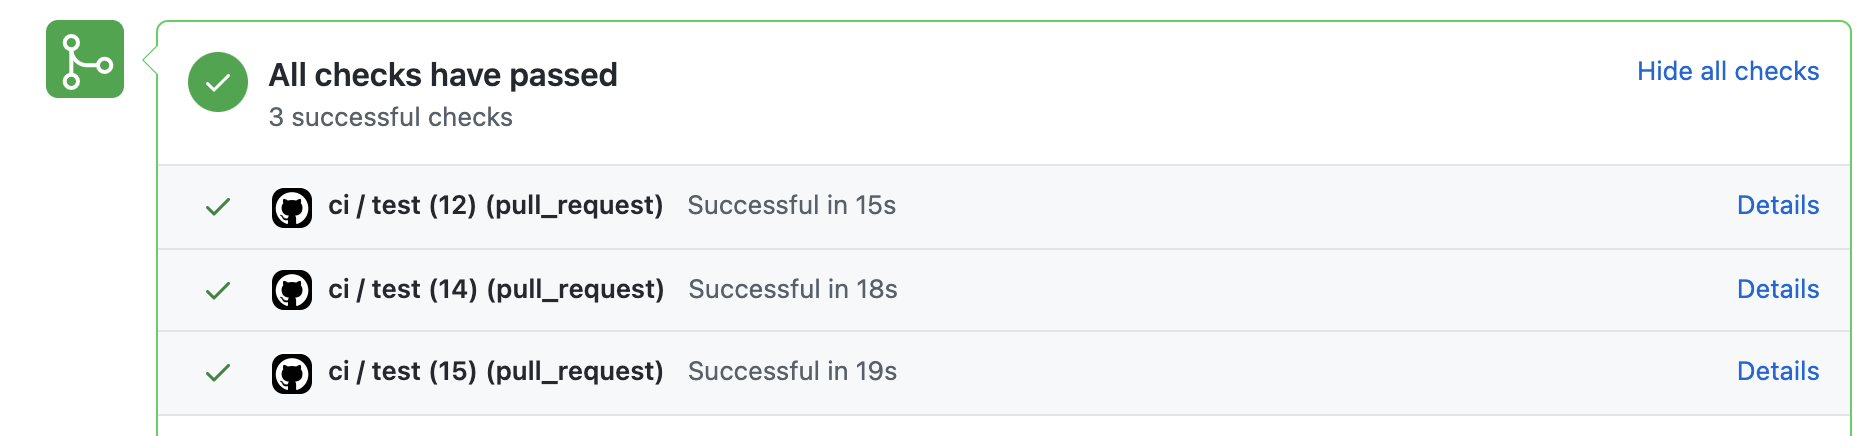 All checks have passed
Hide all checks
3 successful checks
ci / test (12) (pull_request) Successful in 15s Details
ci / test (14) (pull_request) Successful in 18s Details
ci / test (15) (pull_request) Successful in 19s Details